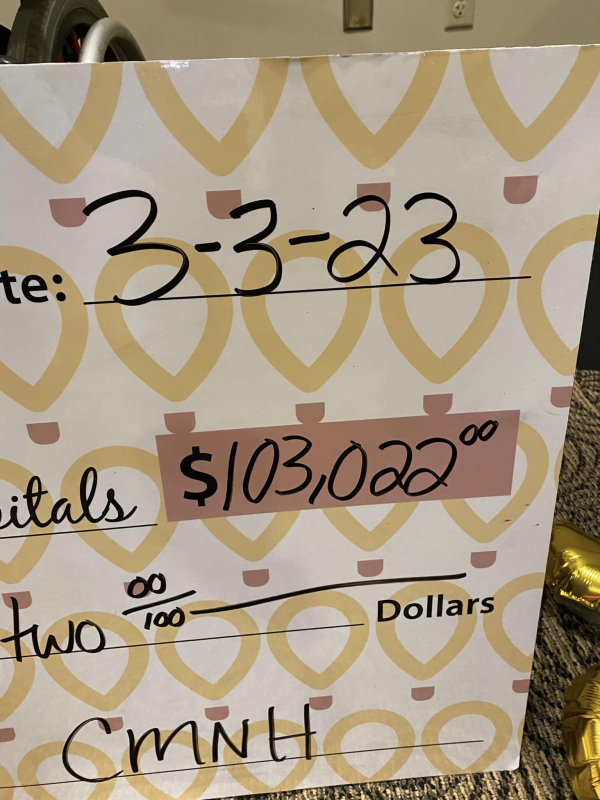 te: 3-3-23
itals $103,022⁰⁰
two 00/100 Dollars
CMNH